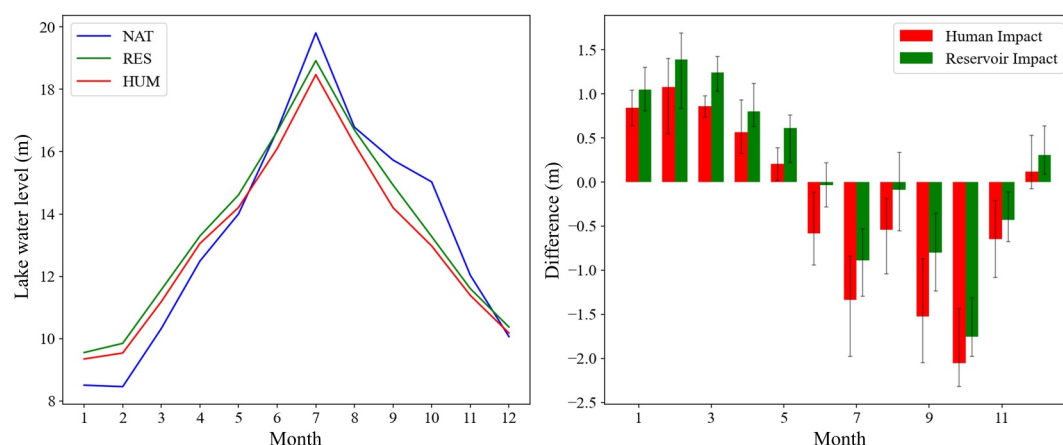 20
18
16
14
12
10
8
Lake water level (m)
NAT
RES
HUM
1 2 3 4 5 6 7 8 9 10 11 12
Month
1.5
1.0
0.5
0.0
−0.5
−1.0
−1.5
−2.0
−2.5
Difference (m)
Human Impact
Reservoir Impact
1 3 5 7 9 11
Month